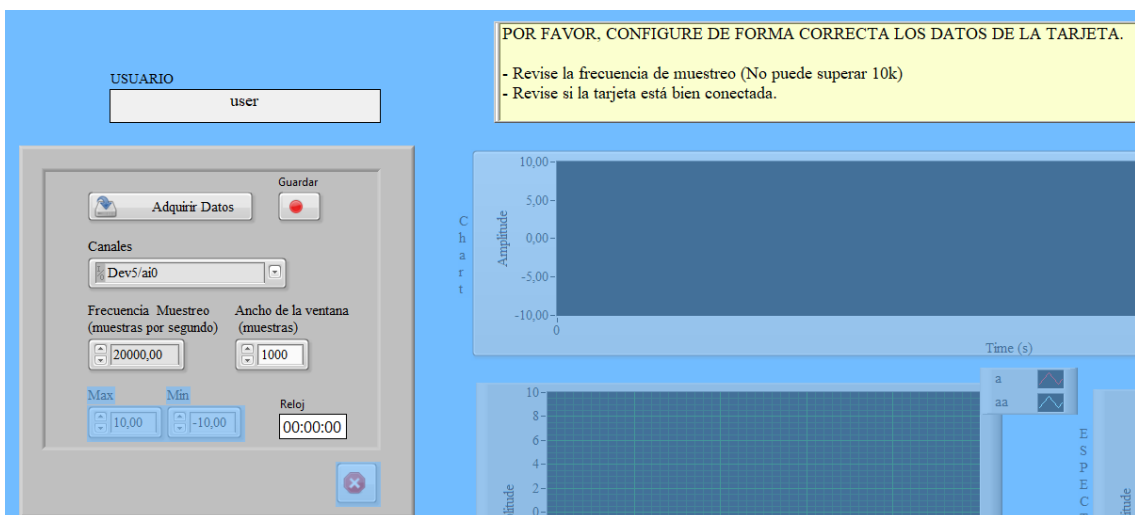 POR FAVOR, CONFIGURE DE FORMA CORRECTA LOS DATOS DE LA TARJETA.
- Revise la frecuencia de muestreo (No puede superar 10k)
- Revise si la tarjeta está bien conectada.
USUARIO
user
Guardar
Adquirir Datos
Canales
Dev5/ai0
Frecuencia Muestreo
(muestras por segundo)
Ancho de la ventana
(muestras)
20000,00
1000
Max
Min
10,00
-10,00
Reloj
00:00:00
Chart
Amplitude
10,00
5,00
0,00
-5,00
-10,00
0
Time (s)
a
aa
10
8
6
4
2
0